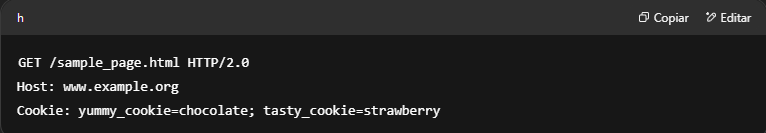 h
Copiar
Editar
GET /sample_page.html HTTP/2.0
Host: www.example.org
Cookie: yummy_cookie=chocolate; tasty_cookie=strawberry